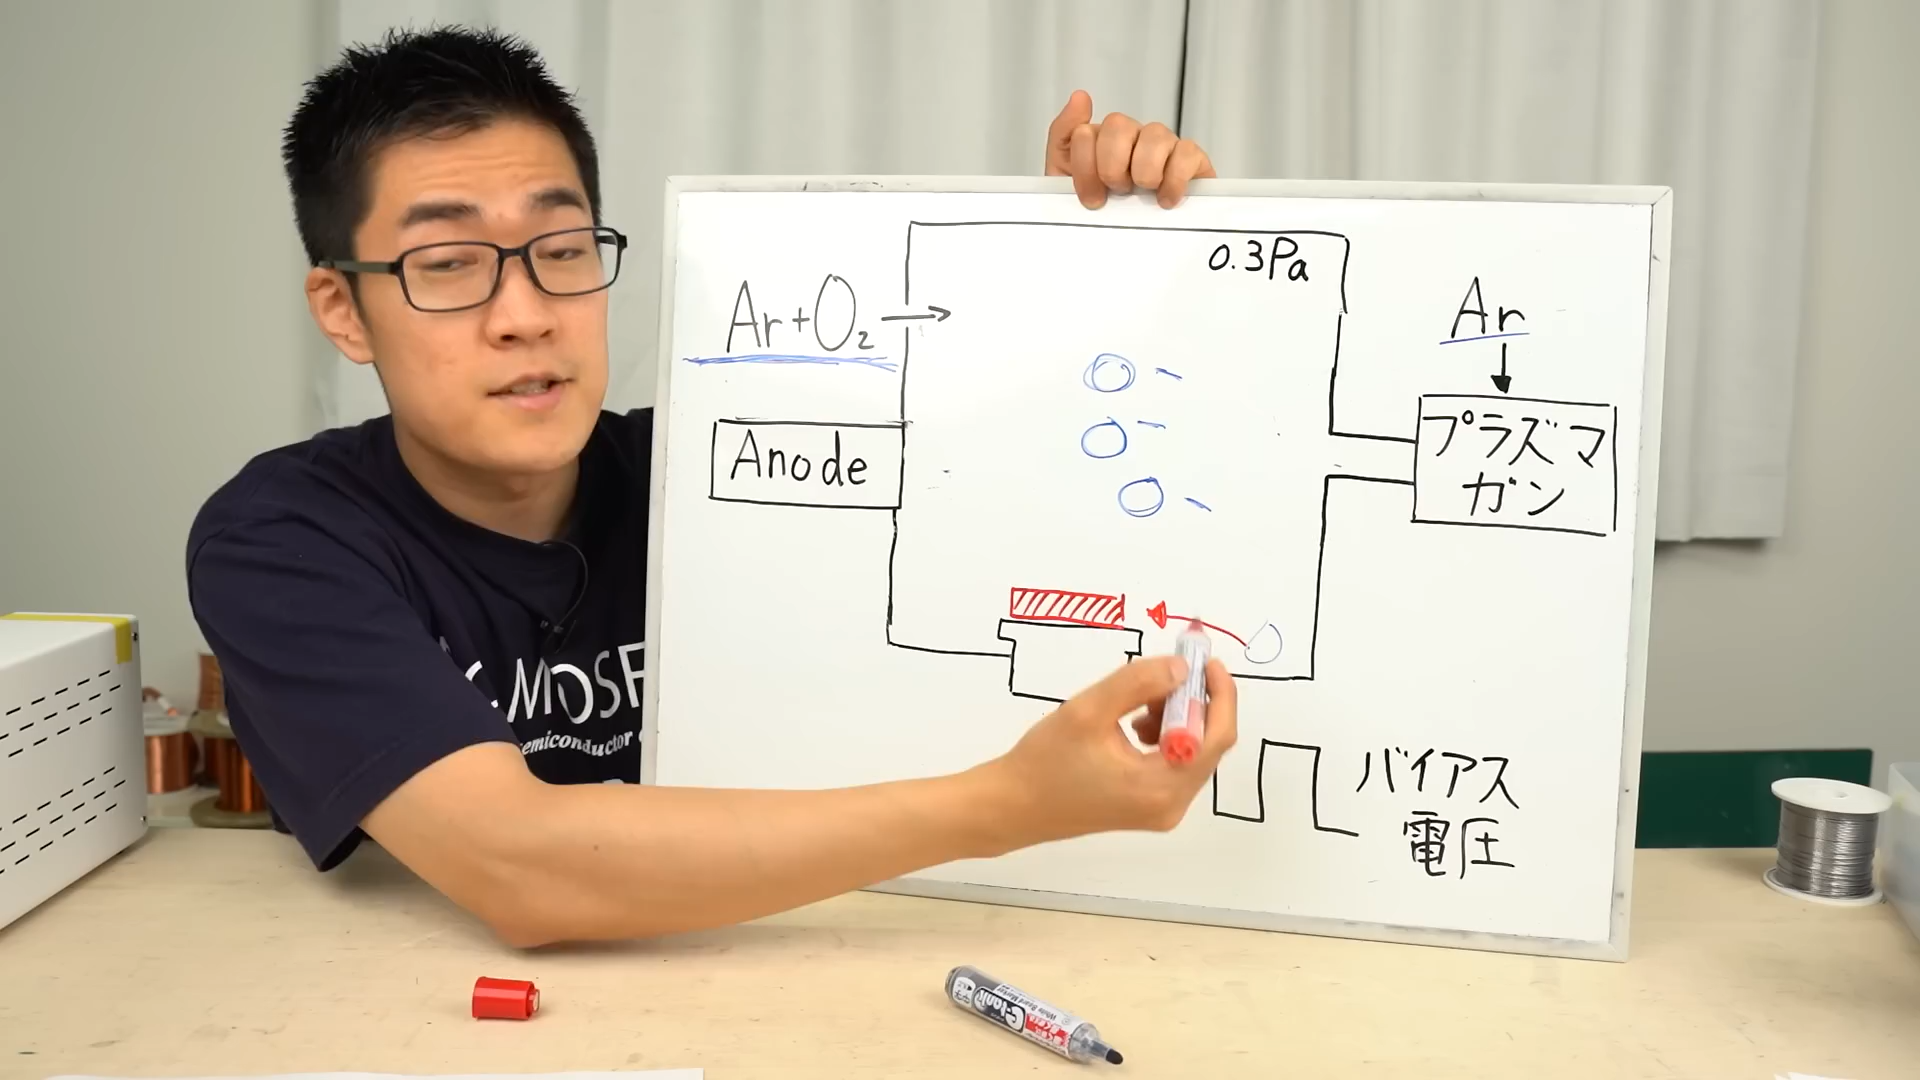 0.3Pa
Ar+O₂
Ar
Anode
プラズマ
ガン
バイアス
電圧
MOSF
emiconductor